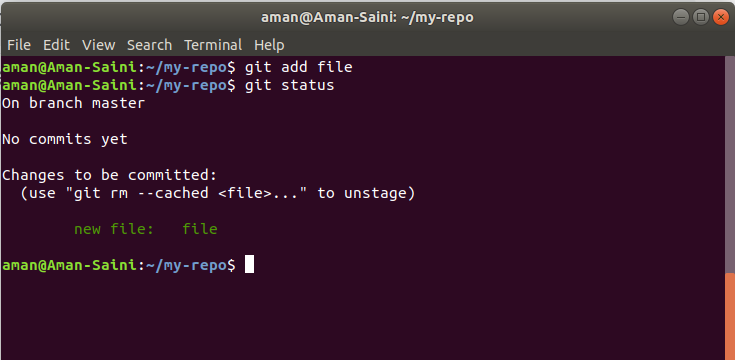 aman@Aman-Saini: ~/my-repo
File Edit View Search Terminal Help
aman@Aman-Saini:~/my-repo$ git add file
aman@Aman-Saini:~/my-repo$ git status
On branch master
No commits yet
Changes to be committed:
  (use "git rm --cached <file>..." to unstage)
        new file:   file
aman@Aman-Saini:~/my-repo$